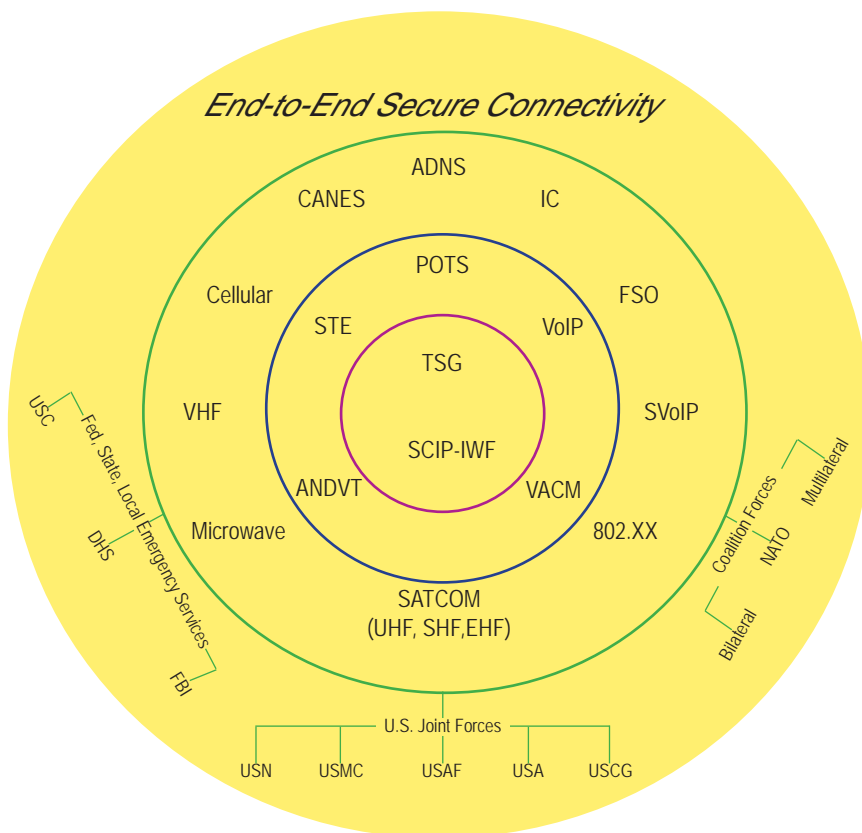 End-to-End Secure Connectivity
ADNS
CANES
IC
POTS
Cellular
FSO
STE
VoIP
TSG
VHF
SVoIP
SCIP-IWF
ANDVT
VACM
Microwave
802.XX
SATCOM
(UHF, SHF,EHF)
USC
Fed, State, Local Emergency Services
DHS
FBI
Coalition Forces
Multilateral
NATO
Bilateral
U.S. Joint Forces
USN
USMC
USAF
USA
USCG